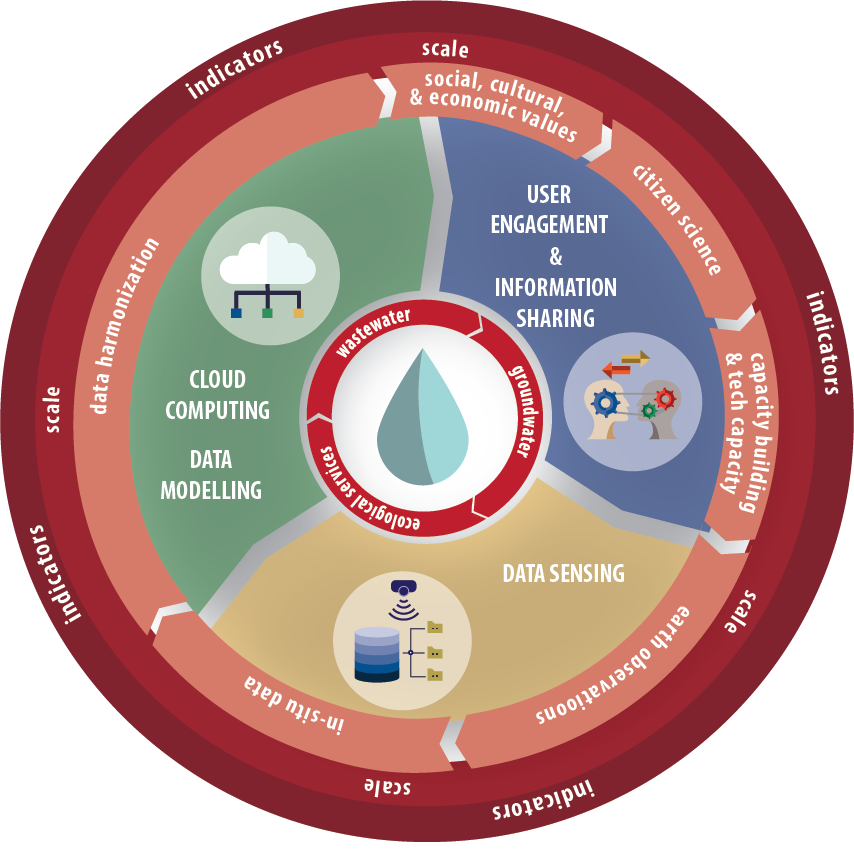 indicators
scale
social, cultural,
& economic values
citizen science
indicators
capacity building
& tech capacity
scale
earth observatioons
indicators
scale
in-situ data
indicators
scale
data harmonization
USER
ENGAGEMENT
&
INFORMATION
SHARING
CLOUD
COMPUTING
DATA
MODELLING
DATA SENSING
wastewater
groundwater
ecological services